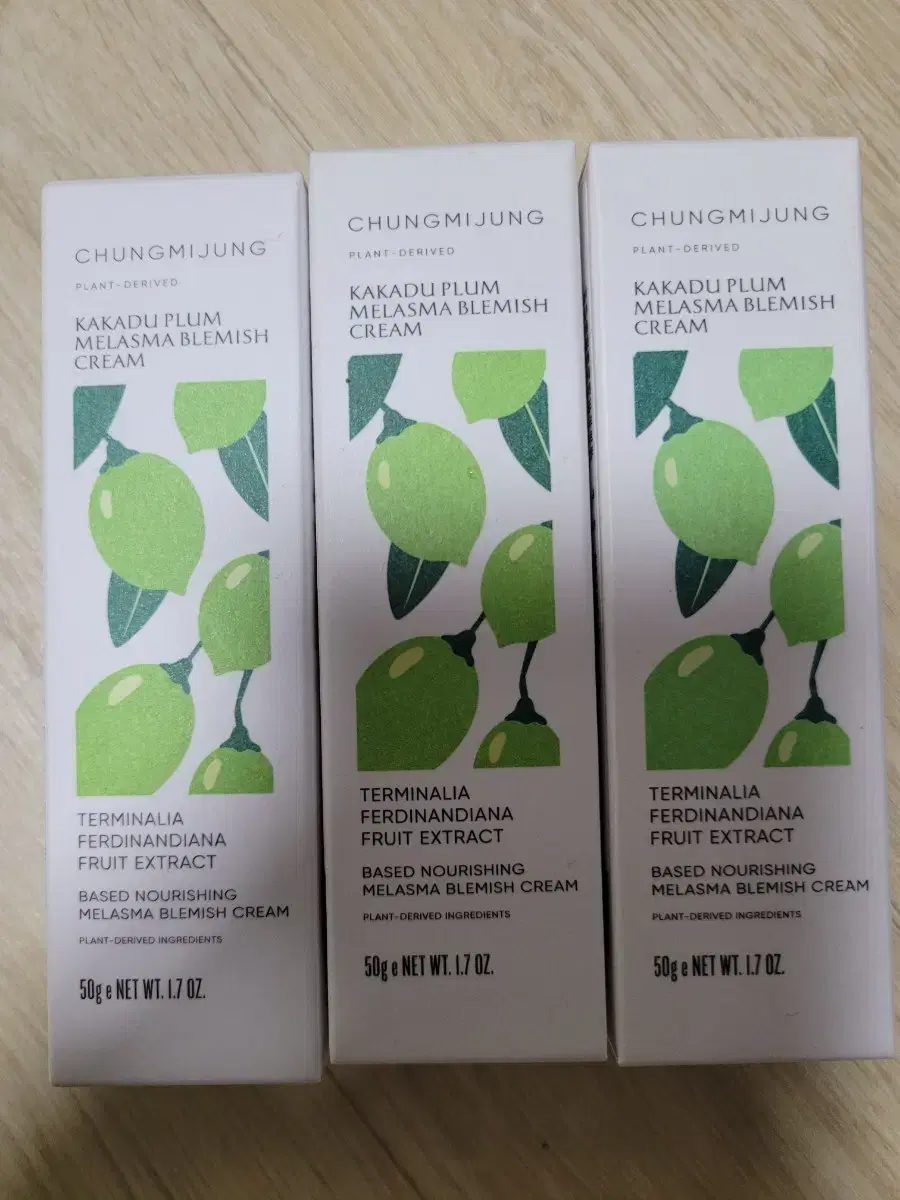 CHUNGMIJUNG
PLANT-DERIVED
KAKADU PLUM
MELASMA BLEMISH
CREAM
TERMINALIA
FERDINANDIANA
FRUIT EXTRACT
BASED NOURISHING
MELASMA BLEMISH CREAM
PLANT-DERIVED INGREDIENTS
50g e NET WT. 1.7 OZ.
CHUNGMIJUNG
PLANT-DERIVED
KAKADU PLUM
MELASMA BLEMISH
CREAM
TERMINALIA
FERDINANDIANA
FRUIT EXTRACT
BASED NOURISHING
MELASMA BLEMISH CREAM
PLANT-DERIVED INGREDIENTS
50g e NET WT. 1.7 OZ.
CHUNGMIJUNG
PLANT-DERIVED
KAKADU PLUM
MELASMA BLEMISH
CREAM
TERMINALIA
FERDINANDIANA
FRUIT EXTRACT
BASED NOURISHING
MELASMA BLEMISH CREAM
PLANT-DERIVED INGREDIENTS
50g e NET WT. 1.7 OZ.